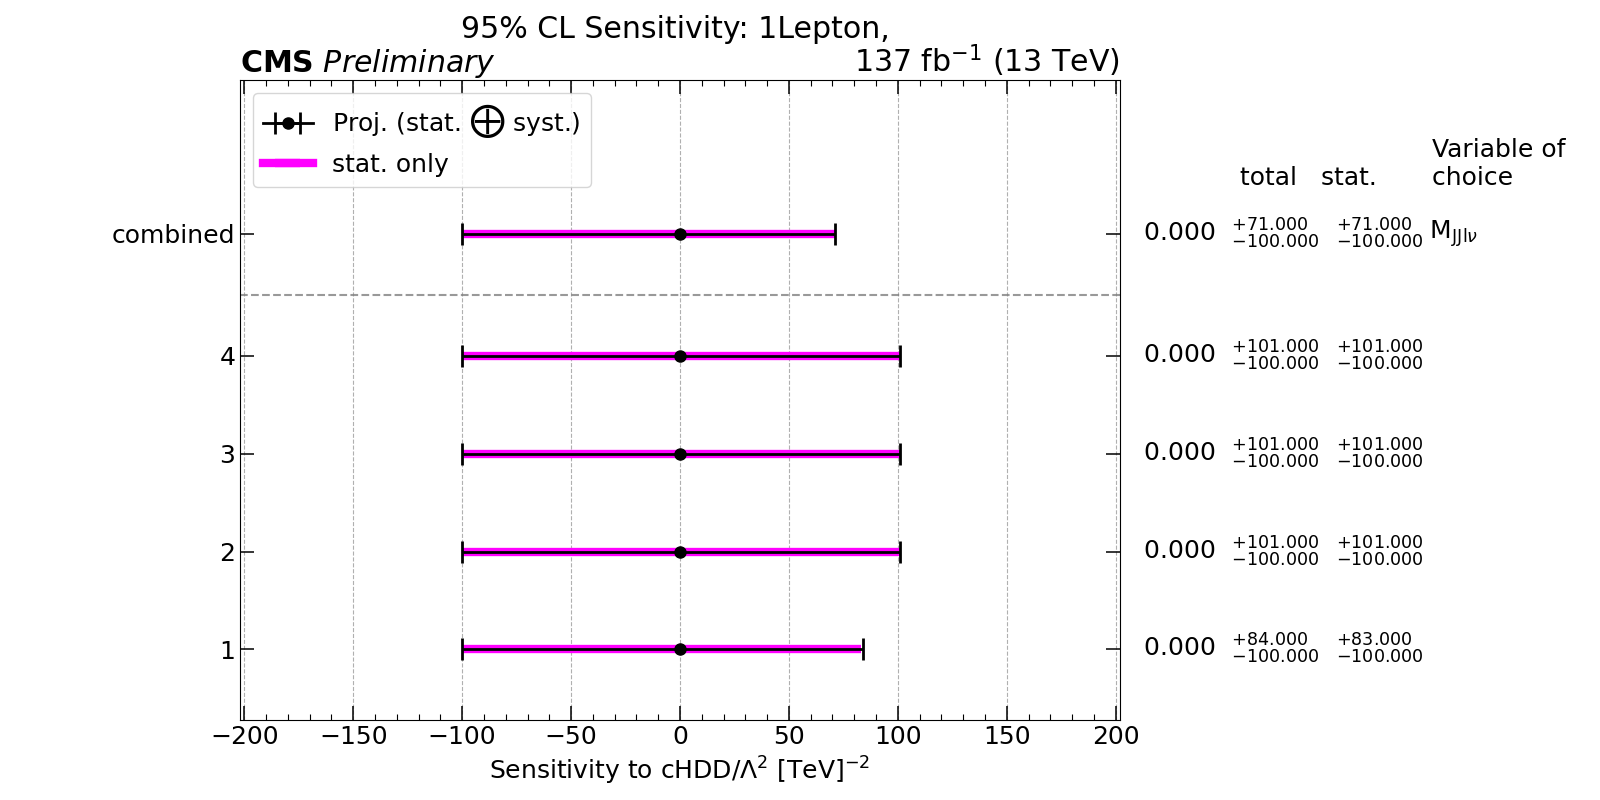 95% CL Sensitivity: 1Lepton,
CMS Preliminary 137 fb⁻¹ (13 TeV)
Proj. (stat. ⊕ syst.)
stat. only
Variable of
total stat. choice
combined 0.000 +71.000 −100.000 +71.000 −100.000 M_JJlν
4 0.000 +101.000 −100.000 +101.000 −100.000
3 0.000 +101.000 −100.000 +101.000 −100.000
2 0.000 +101.000 −100.000 +101.000 −100.000
1 0.000 +84.000 −100.000 +83.000 −100.000
−200 −150 −100 −50 0 50 100 150 200
Sensitivity to cHDD/Λ² [TeV]⁻²